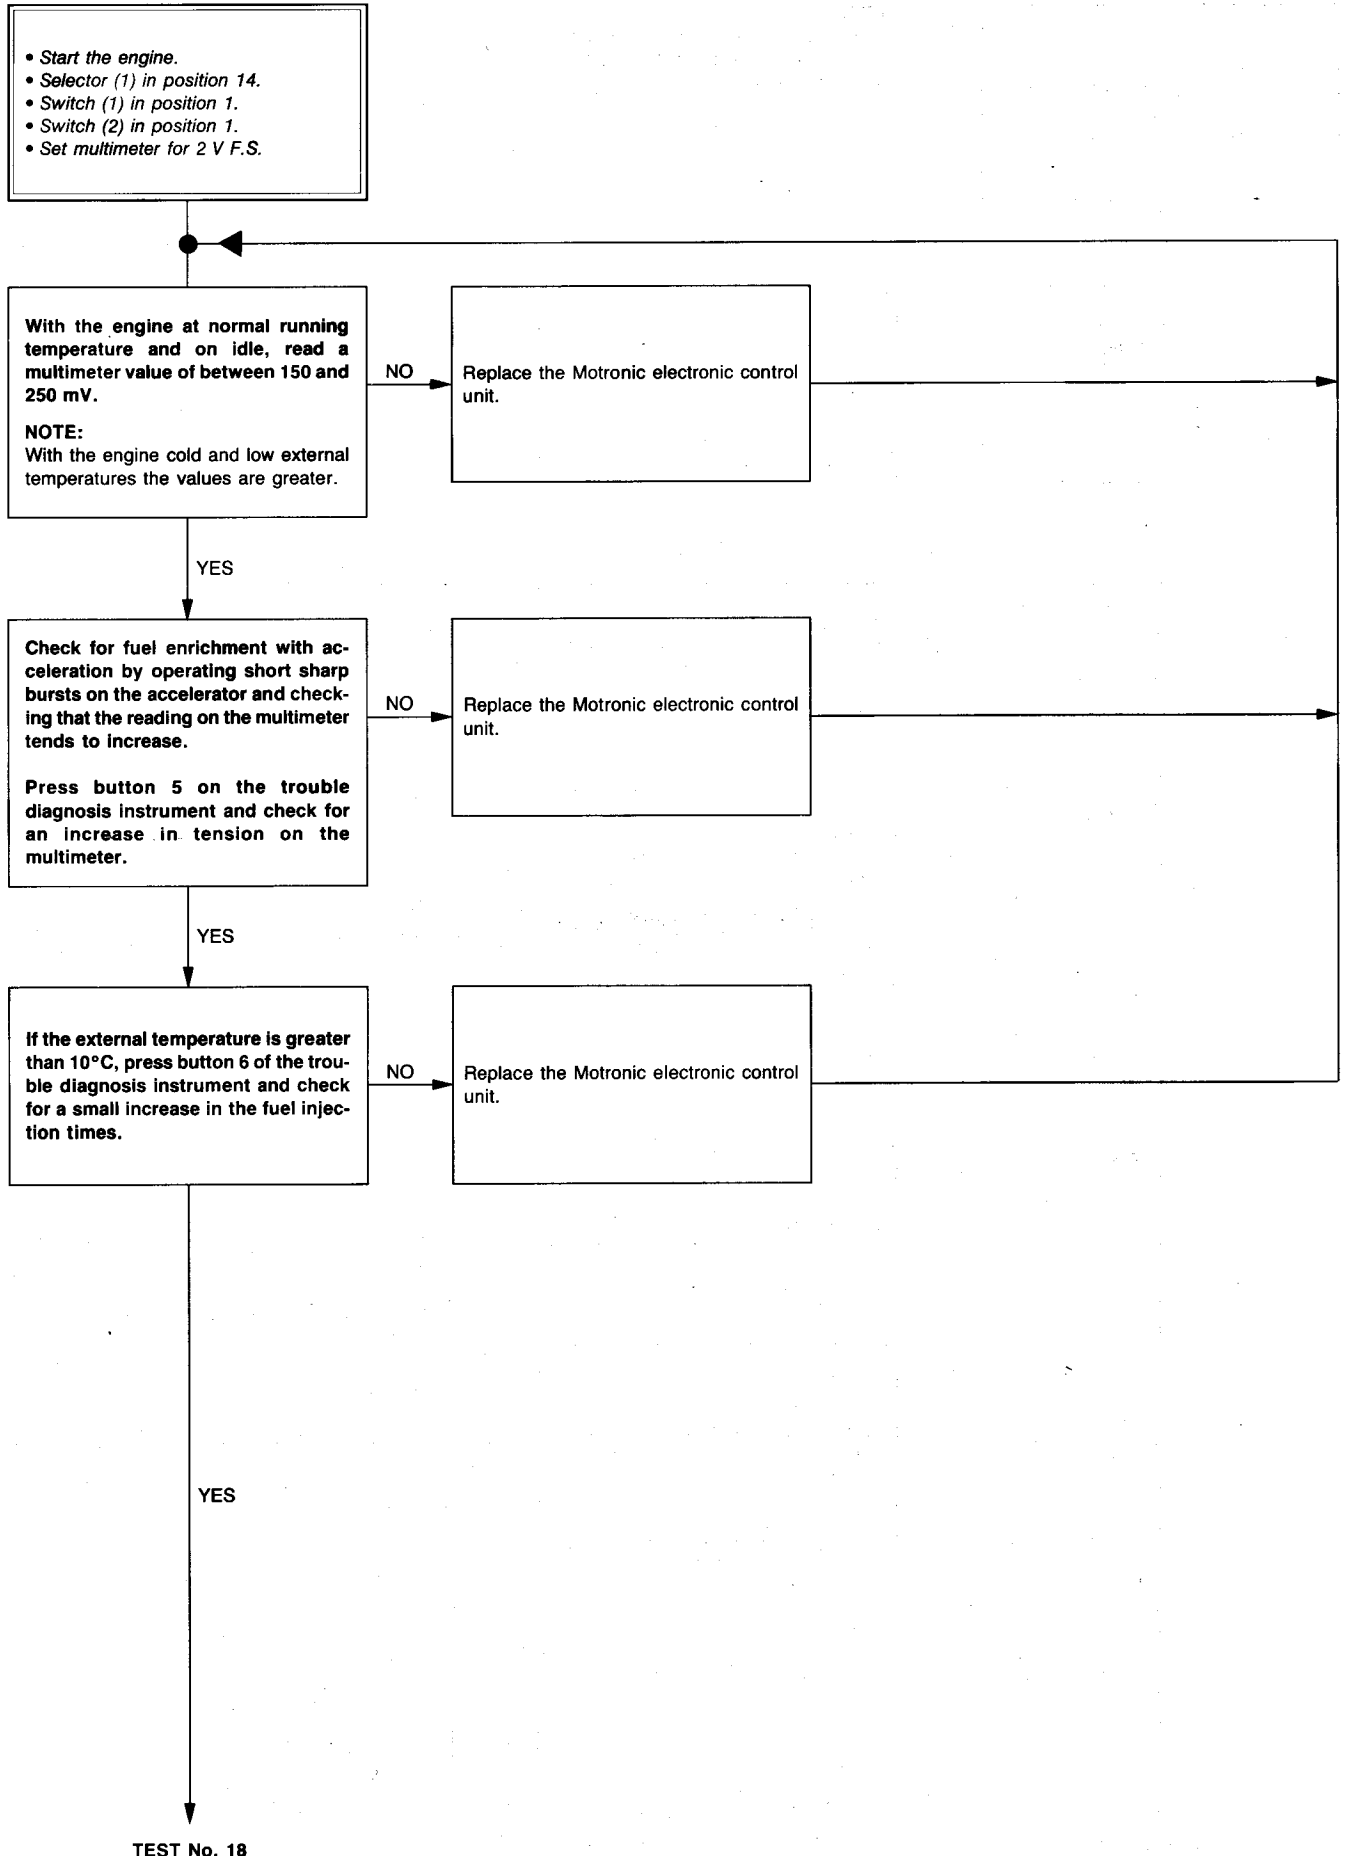 • Start the engine.
• Selector (1) in position 14.
• Switch (1) in position 1.
• Switch (2) in position 1.
• Set multimeter for 2 V F.S.
With the engine at normal running
temperature and on idle, read a
multimeter value of between 150 and
250 mV.
NOTE:
With the engine cold and low external
temperatures the values are greater.
NO
Replace the Motronic electronic control
unit.
YES
Check for fuel enrichment with ac-
celeration by operating short sharp
bursts on the accelerator and check-
ing that the reading on the multimeter
tends to increase.
Press button 5 on the trouble
diagnosis instrument and check for
an increase in tension on the
multimeter.
NO
Replace the Motronic electronic control
unit.
YES
If the external temperature is greater
than 10°C, press button 6 of the trou-
ble diagnosis instrument and check
for a small increase in the fuel injec-
tion times.
NO
Replace the Motronic electronic control
unit.
YES
TEST No. 18